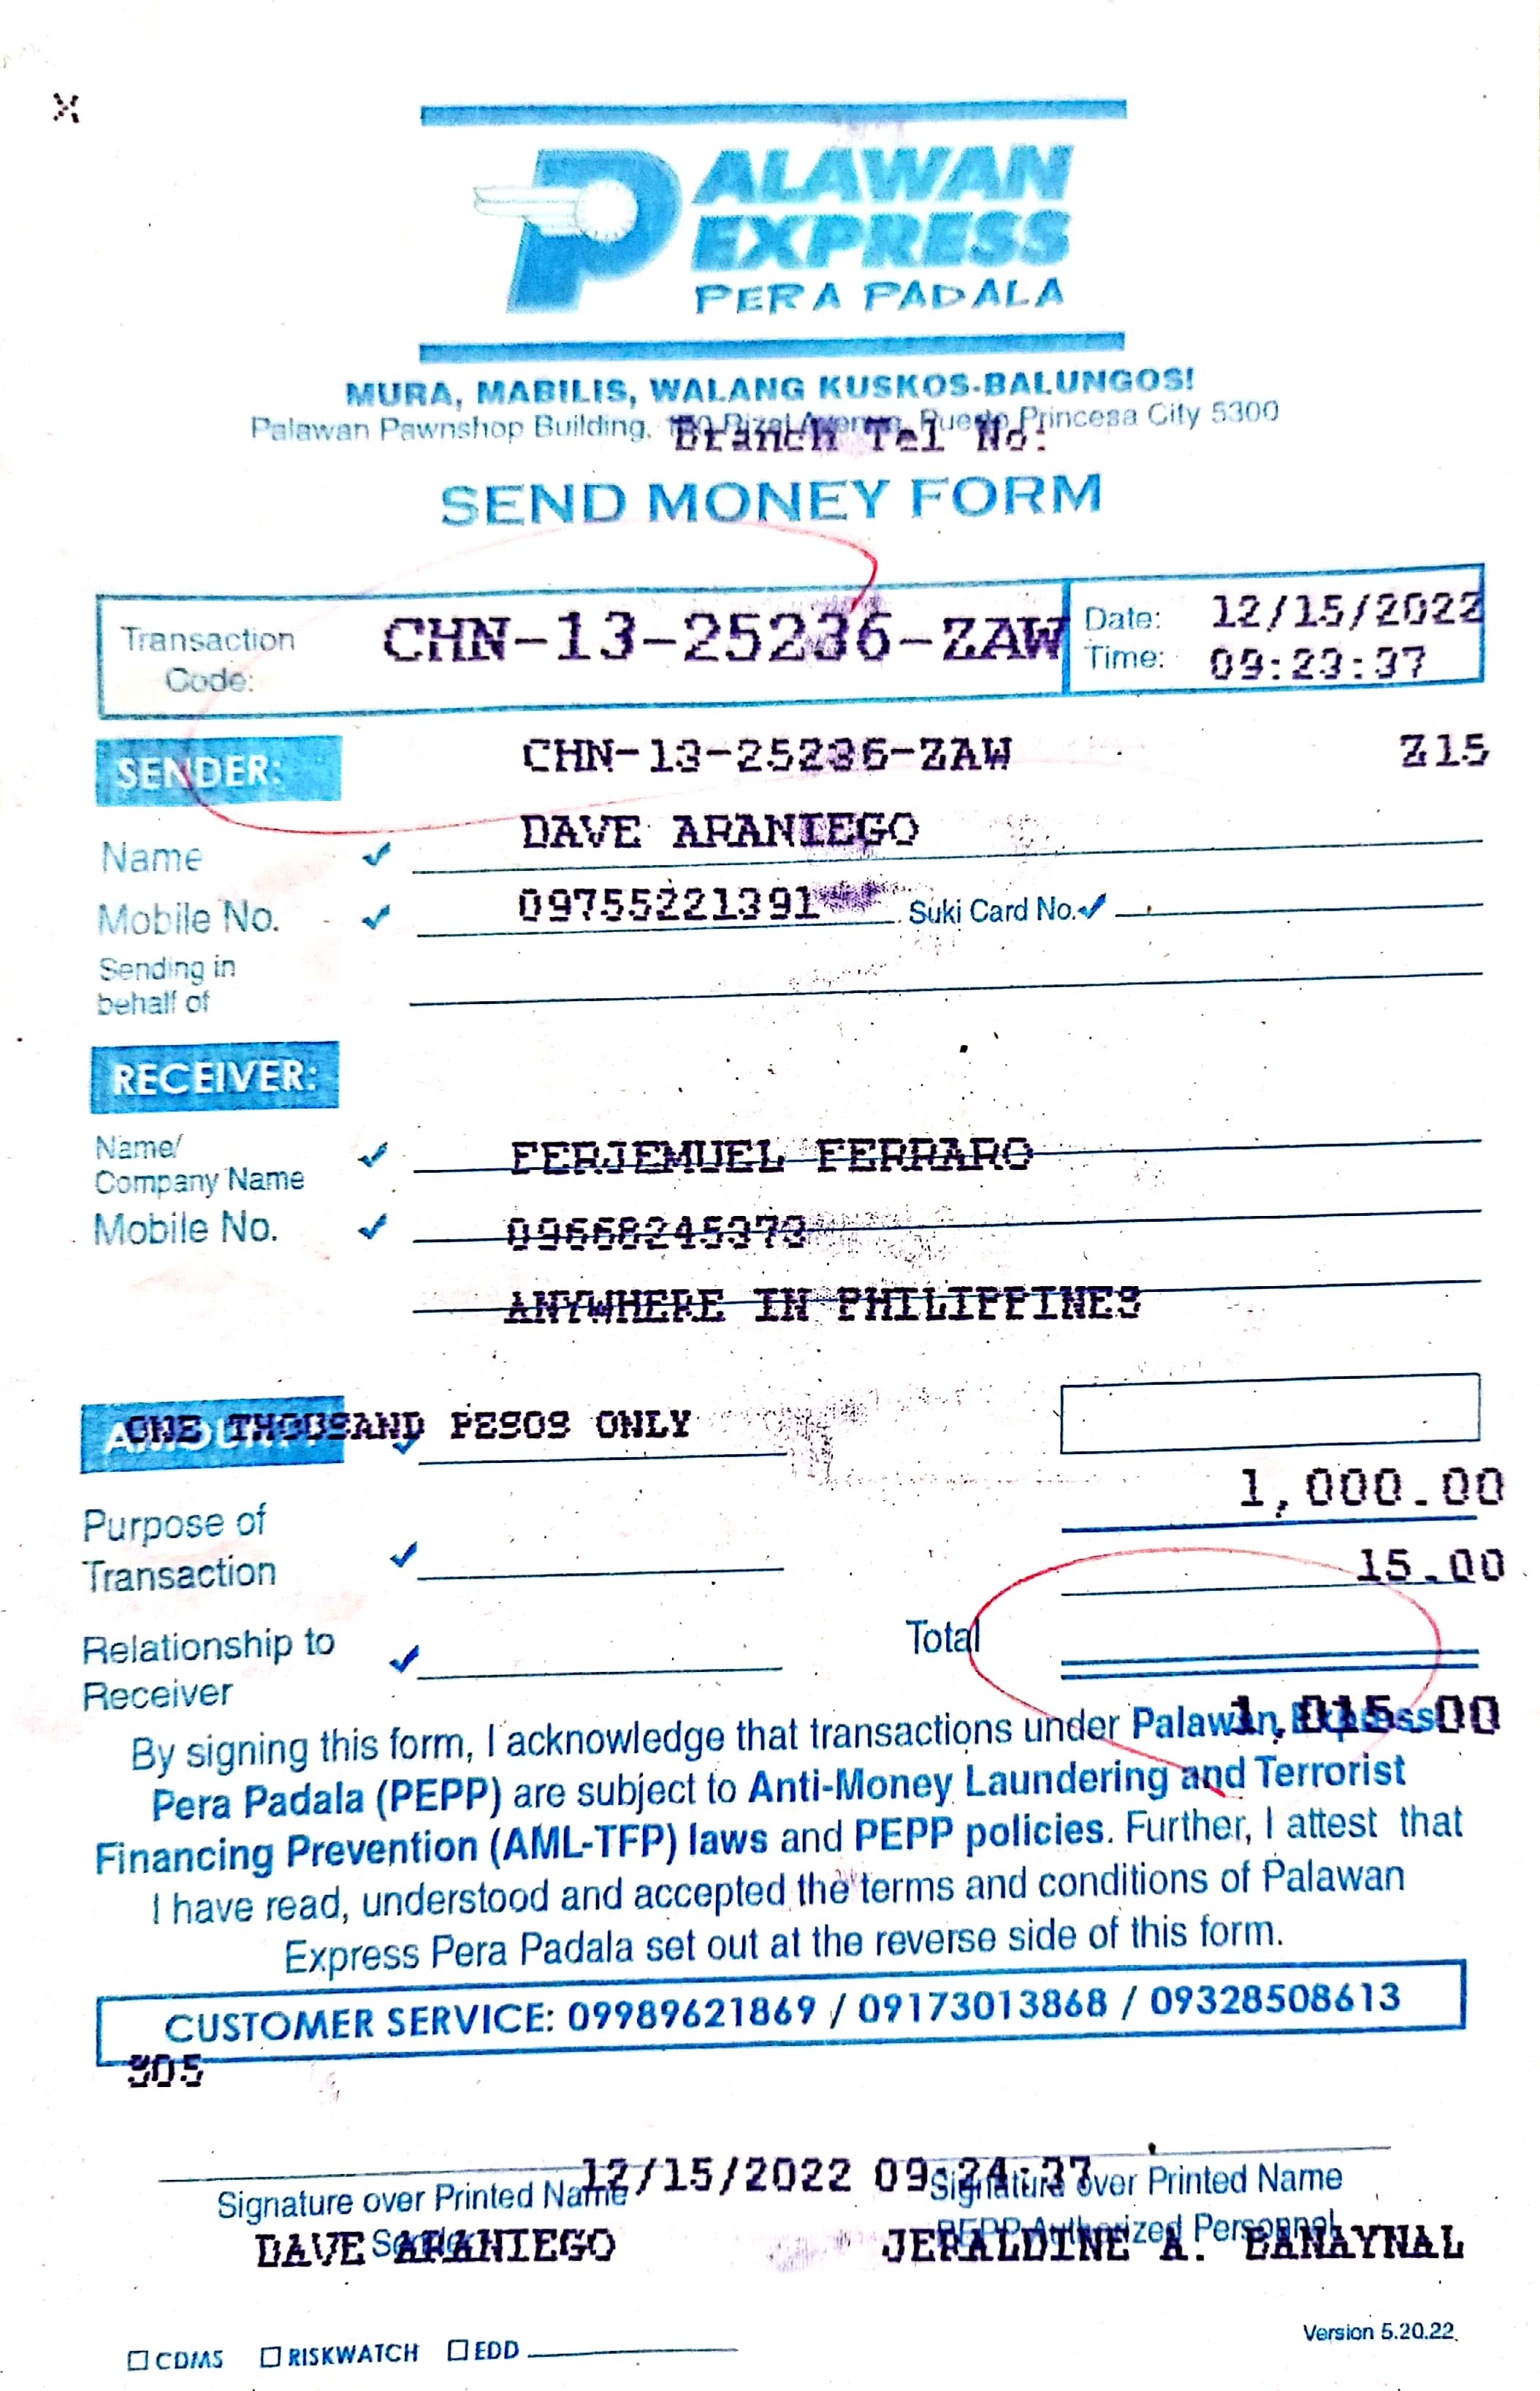 PALAWAN
EXPRESS
PERA PADALA
MURA, MABILIS, WALANG KUSKOS-BALUNGOS!
Palawan Pawnshop Building, Rizal Avenue, Puerto Princesa City 5300
Branch Tel No:
SEND MONEY FORM
Transaction Code: CHN-13-25236-ZAW
Date: 12/15/2022
Time: 09:23:37
SENDER: CHN-13-25236-ZAW Z15
Name DAVE ARANIEGO
Mobile No. 09755221391 Suki Card No.
Sending in
behalf of
RECEIVER:
Name/
Company Name FERJEMUEL FERRARO
Mobile No. 09668245373
ANYWHERE IN PHILIPPINES
AMOUNT: ONE THOUSAND PESOS ONLY
1,000.00
Purpose of
Transaction
15.00
Relationship to
Receiver
Total
1,015.00
By signing this form, I acknowledge that transactions under Palawan Express
Pera Padala (PEPP) are subject to Anti-Money Laundering and Terrorist
Financing Prevention (AML-TFP) laws and PEPP policies. Further, I attest that
I have read, understood and accepted the terms and conditions of Palawan
Express Pera Padala set out at the reverse side of this form.
CUSTOMER SERVICE: 09989621869 / 09173013868 / 09328508613
12/15/2022 09:24:37
Signature over Printed Name
Sender
Signature over Printed Name
PEPP Authorized Personnel
DAVE ARANIEGO JERALDINE A. BANAYNAL
CDMS RISKWATCH EDD
Version 5.20.22